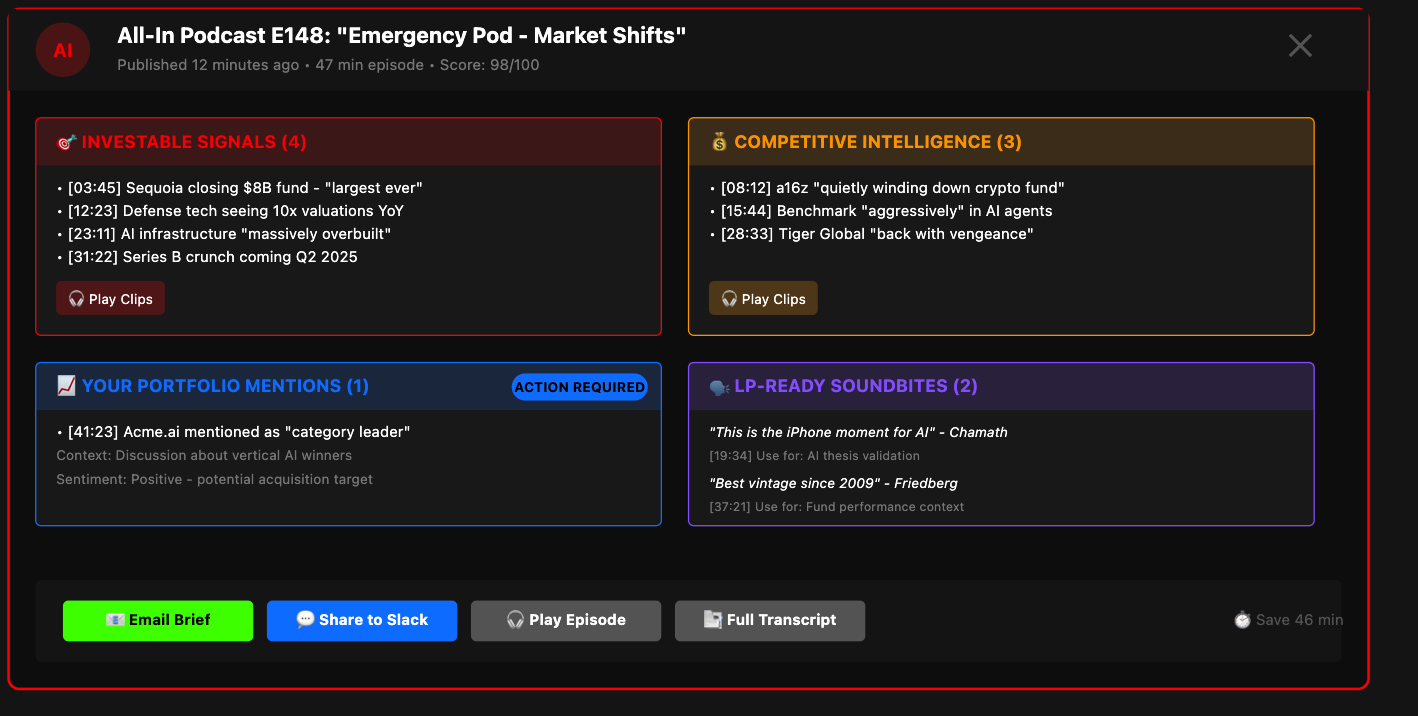 AI
All-In Podcast E148: "Emergency Pod - Market Shifts"
Published 12 minutes ago • 47 min episode • Score: 98/100
🎯 INVESTABLE SIGNALS (4)
• [03:45] Sequoia closing $8B fund - "largest ever"
• [12:23] Defense tech seeing 10x valuations YoY
• [23:11] AI infrastructure "massively overbuilt"
• [31:22] Series B crunch coming Q2 2025
🎧 Play Clips
💰 COMPETITIVE INTELLIGENCE (3)
• [08:12] a16z "quietly winding down crypto fund"
• [15:44] Benchmark "aggressively" in AI agents
• [28:33] Tiger Global "back with vengeance"
🎧 Play Clips
📈 YOUR PORTFOLIO MENTIONS (1)
ACTION REQUIRED
• [41:23] Acme.ai mentioned as "category leader"
Context: Discussion about vertical AI winners
Sentiment: Positive - potential acquisition target
🗣️ LP-READY SOUNDBITES (2)
"This is the iPhone moment for AI" - Chamath
[19:34] Use for: AI thesis validation
"Best vintage since 2009" - Friedberg
[37:21] Use for: Fund performance context
📧 Email Brief
💬 Share to Slack
🎧 Play Episode
📑 Full Transcript
⏱️ Save 46 min